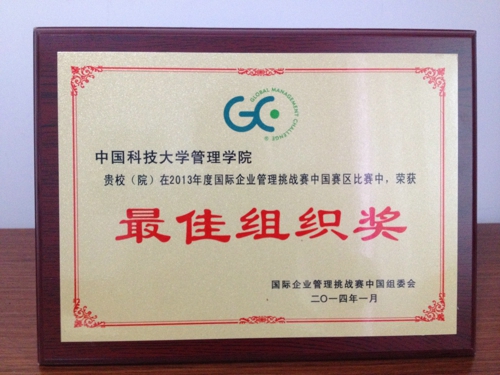 GLOBAL MANAGEMENT CHALLENGE ®
中国科技大学管理学院
贵校（院）在2013年度国际企业管理挑战赛中国赛区比赛中，荣获
最佳组织奖
国际企业管理挑战赛中国组委会
二〇一四年一月